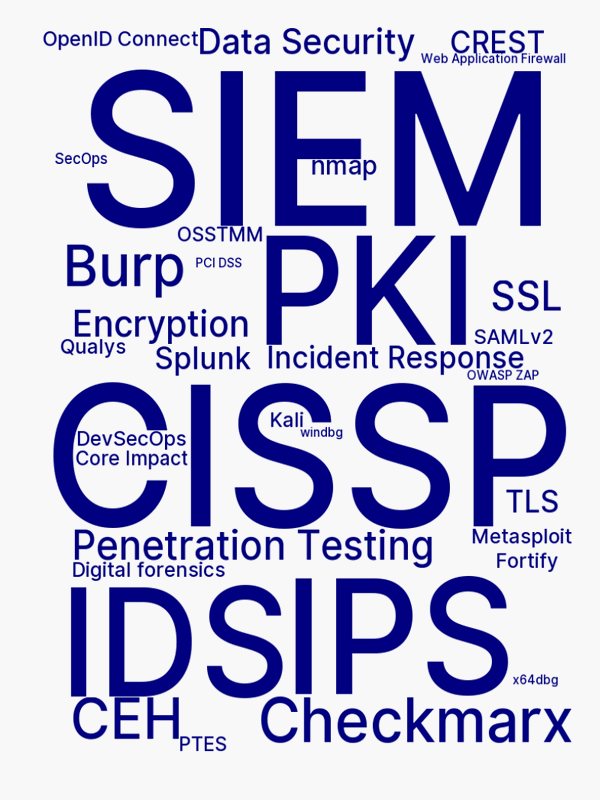 OpenID Connect
Data Security
CREST
Web Application Firewall
SIEM
SecOps
nmap
OSSTMM
PKI
Burp
PCI DSS
SSL
Encryption
SAMLv2
Qualys
Splunk
Incident Response
OWASP ZAP
CISSP
Kali
windbg
DevSecOps
Core Impact
TLS
Penetration Testing
Metasploit
Fortify
Digital forensics
IDS
IPS
x64dbg
CEH
Checkmarx
PTES